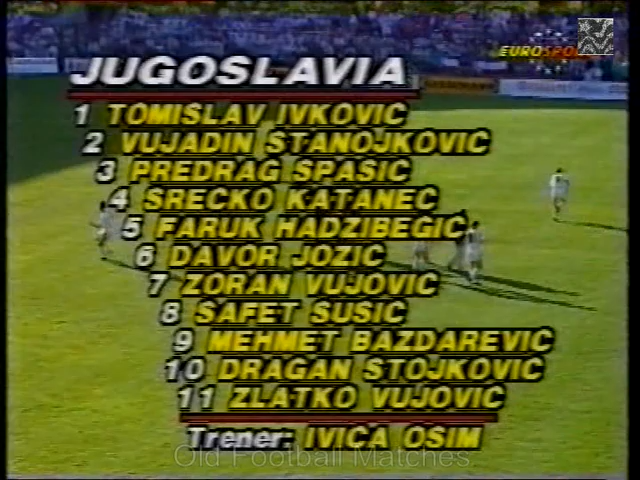 EUROSPORT
JUGOSLAVIA
1 TOMISLAV IVKOVIC
2 VUJADIN STANOJKOVIC
3 PREDRAG SPASIC
4 SRECKO KATANEC
5 FARUK HADZIBEGIC
6 DAVOR JOZIC
7 ZORAN VUJOVIC
8 SAFET SUSIC
9 MEHMET BAZDAREVIC
10 DRAGAN STOJKOVIC
11 ZLATKO VUJOVIC
Trener: IVICA OSIM
Old Football Matches